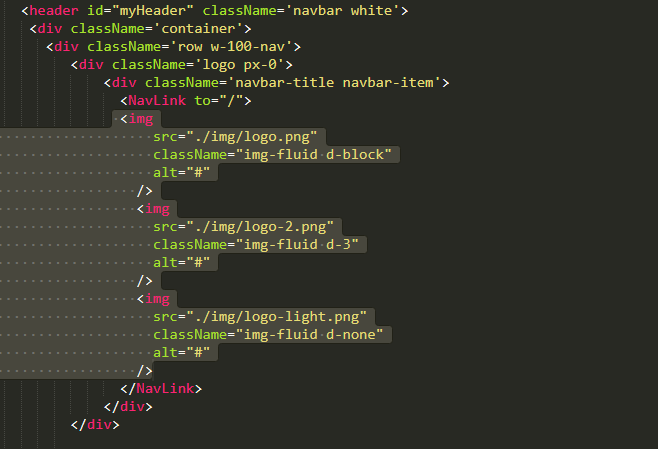 <header id="myHeader" className='navbar white'>
<div className='container'>
<div className='row w-100-nav'>
<div className='logo px-0'>
<div className='navbar-title navbar-item'>
<NavLink to="/">
<img
src="./img/logo.png"
className="img-fluid d-block"
alt="#"
/>
<img
src="./img/logo-2.png"
className="img-fluid d-3"
alt="#"
/>
<img
src="./img/logo-light.png"
className="img-fluid d-none"
alt="#"
/>
</NavLink>
</div>
</div>